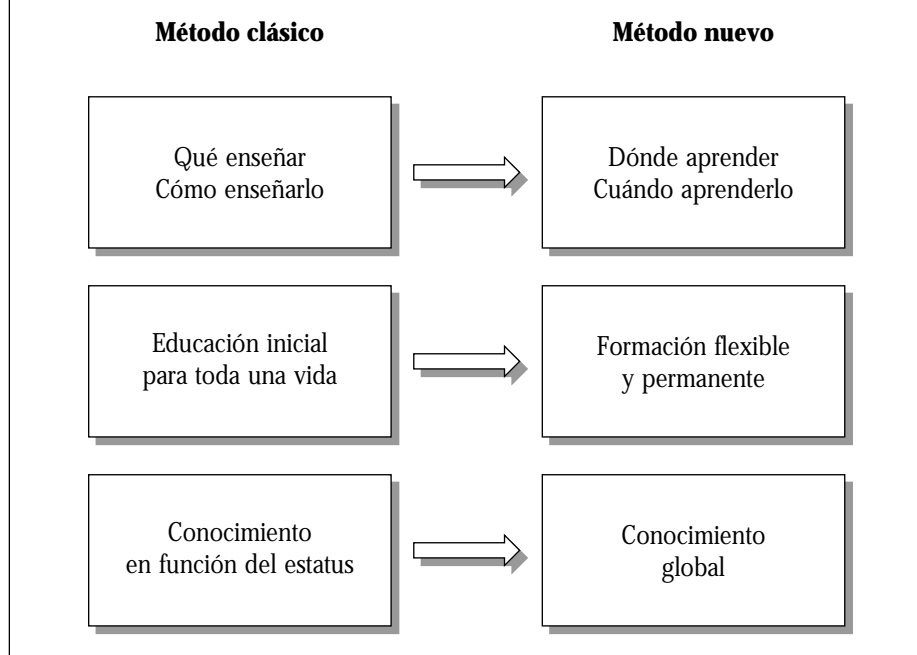 Método clásico
Método nuevo
Qué enseñar
Cómo enseñarlo
Dónde aprender
Cuándo aprenderlo
Educación inicial
para toda una vida
Formación flexible
y permanente
Conocimiento
en función del estatus
Conocimiento
global